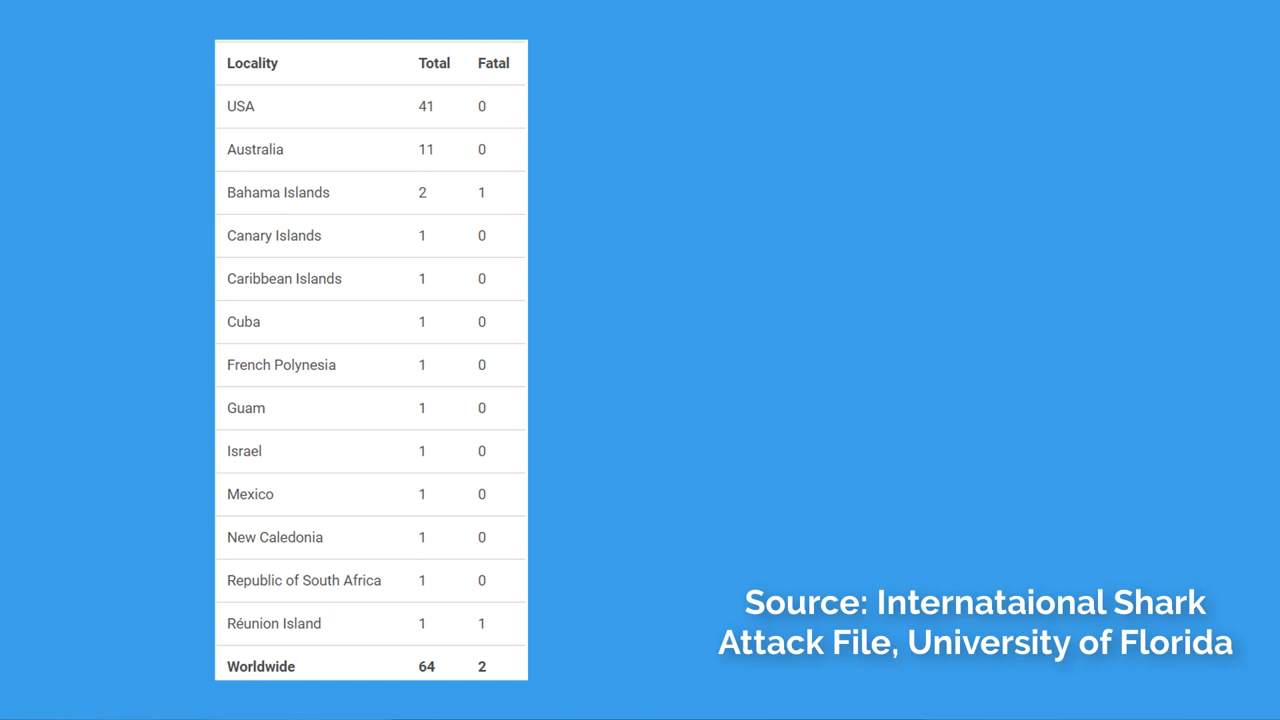 Locality Total Fatal
USA 41 0
Australia 11 0
Bahama Islands 2 1
Canary Islands 1 0
Caribbean Islands 1 0
Cuba 1 0
French Polynesia 1 0
Guam 1 0
Israel 1 0
Mexico 1 0
New Caledonia 1 0
Republic of South Africa 1 0
Réunion Island 1 1
Worldwide 64 2
Source: Internataional Shark
Attack File, University of Florida